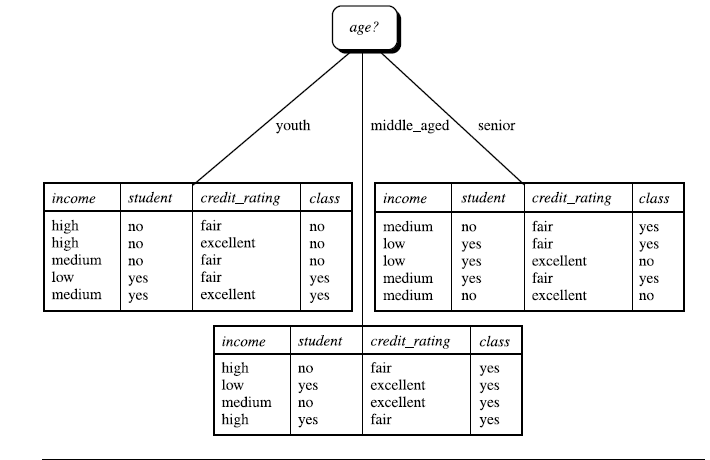 age?
youth middle_aged senior
income student credit_rating class
high no fair no
high no excellent no
medium no fair no
low yes fair yes
medium yes excellent yes
income student credit_rating class
medium no fair yes
low yes fair yes
low yes excellent no
medium yes fair yes
medium no excellent no
income student credit_rating class
high no fair yes
low yes excellent yes
medium no excellent yes
high yes fair yes